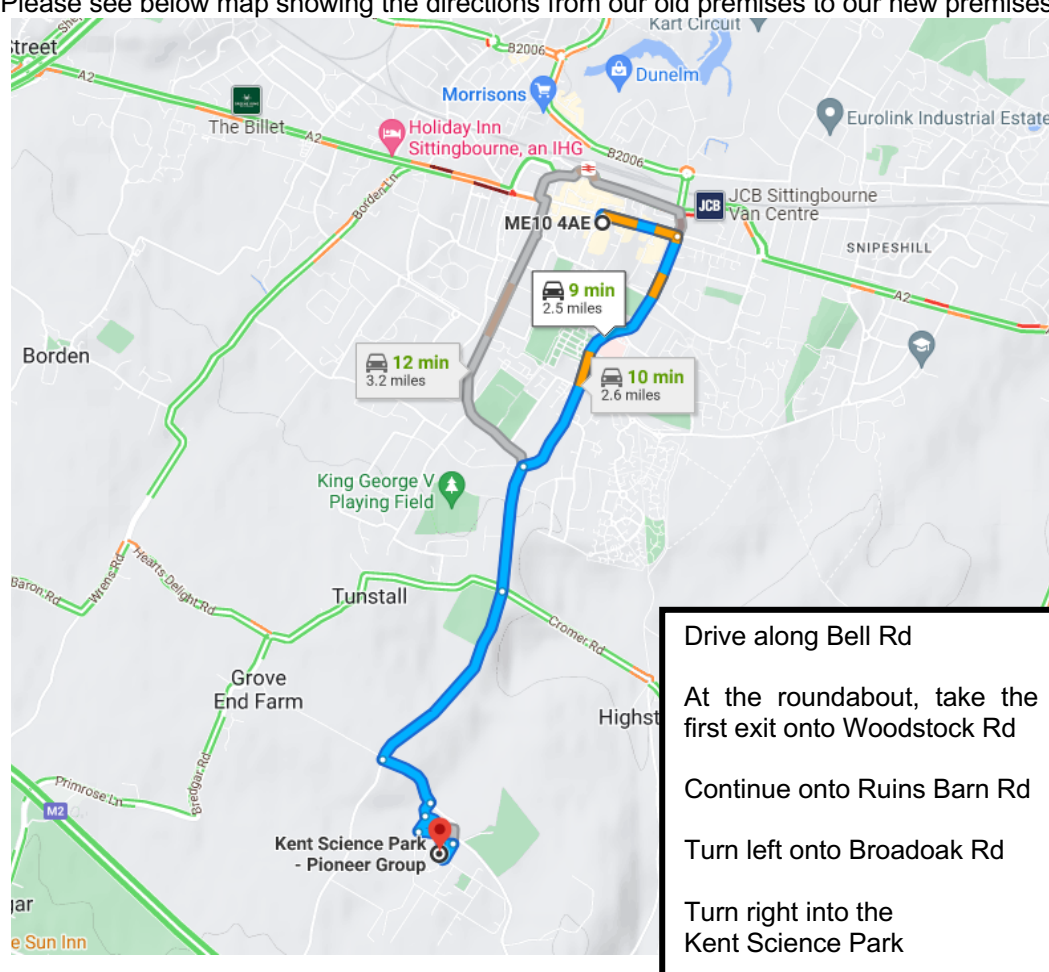 Please see below map showing the directions from our old premises to our new premises
Kart Circuit
street
B2006
A2
Dunelm
Morrisons
The Billet
A2
Holiday Inn
Sittingbourne, an IHG
Eurolink Industrial Estate
B2006
Borden Ln
JCB
JCB Sittingbourne
Van Centre
ME10 4AE
SNIPESHILL
9 min
2.5 miles
A2
Borden
12 min
3.2 miles
10 min
2.6 miles
King George V
Playing Field
Hearts Delight Rd
Wrens Rd
Baron Rd
Tunstall
Cromer Rd
Grove
End Farm
Highst
Bredgar Rd
Primrose Ln
M2
Kent Science Park
- Pioneer Group
gar
e Sun Inn
Drive along Bell Rd
At the roundabout, take the
first exit onto Woodstock Rd
Continue onto Ruins Barn Rd
Turn left onto Broadoak Rd
Turn right into the
Kent Science Park